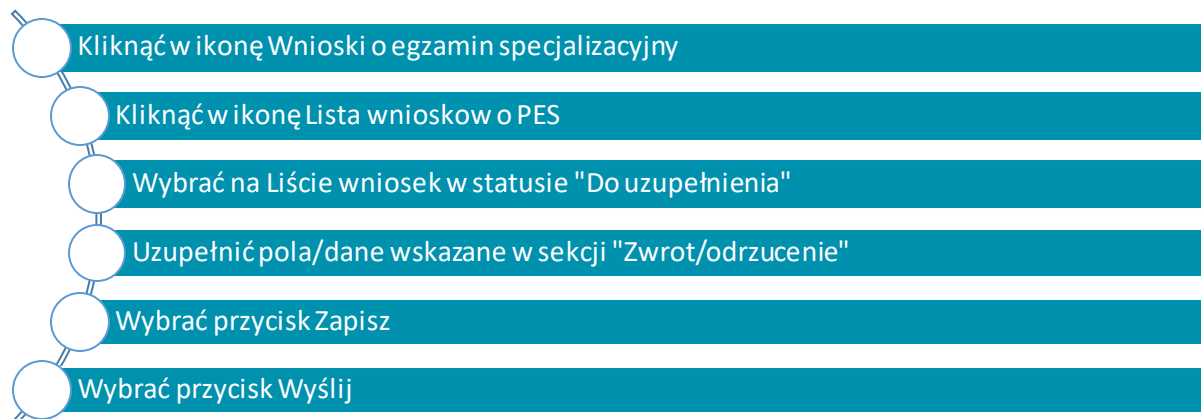 Kliknąć w ikonę Wnioski o egzamin specjalizacyjny
Kliknąć w ikonę Lista wnioskow o PES
Wybrać na Liście wniosek w statusie "Do uzupełnienia"
Uzupełnić pola/dane wskazane w sekcji "Zwrot/odrzucenie"
Wybrać przycisk Zapisz
Wybrać przycisk Wyślij